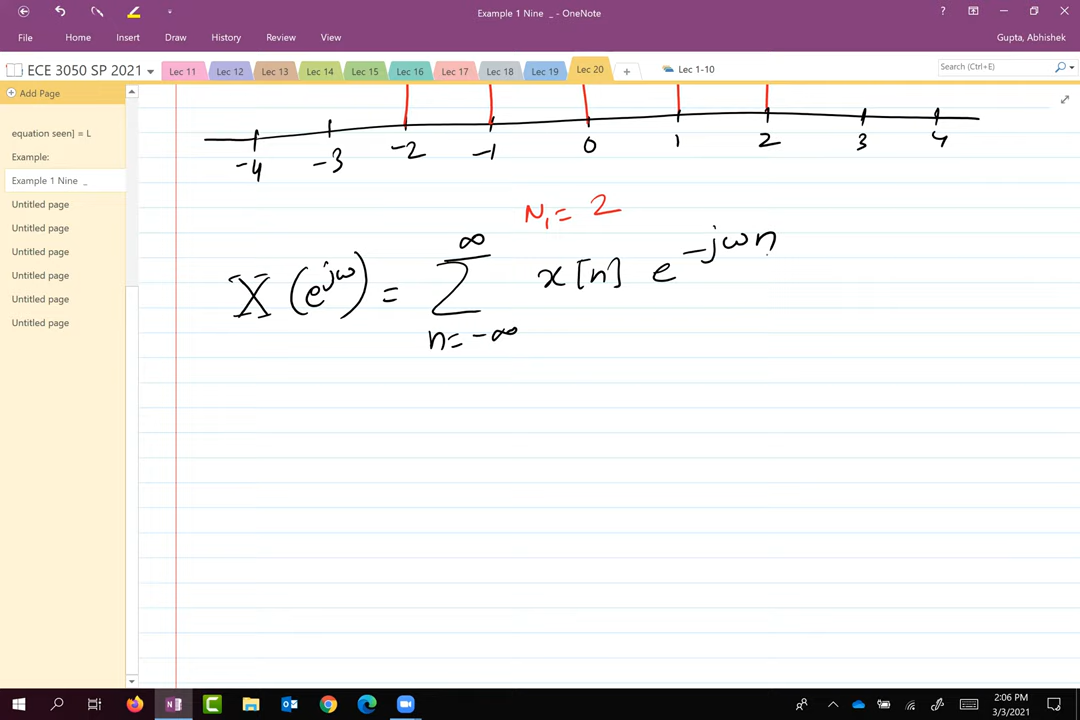 Example 1 Nine _ - OneNote
?
File Home Insert Draw History Review View
Gupta, Abhishek
ECE 3050 SP 2021
Lec 11 Lec 12 Lec 13 Lec 14 Lec 15 Lec 16 Lec 17 Lec 18 Lec 19 Lec 20 + Lec 1-10
Search (Ctrl+E)
Add Page
equation seen] = L
Example:
Example 1 Nine _
Untitled page
Untitled page
Untitled page
Untitled page
Untitled page
Untitled page
-4 -3 -2 -1 0 1 2 3 4
N₁ = 2
X(e^{jω}) = ∑_{n=-∞}^{∞} x[n] e^{-jωn}
2:06 PM
3/3/2021